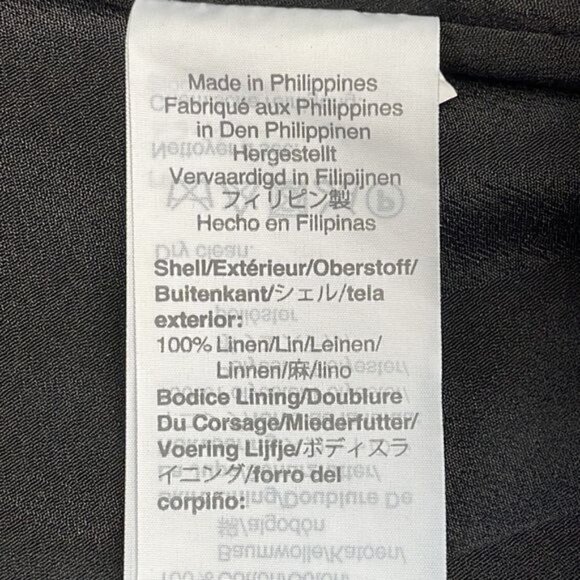 Made in Philippines
Fabriqué aux Philippines
in Den Philippinen
Hergestellt
Vervaardigd in Filipijnen
フィリピン製
Hecho en Filipinas
Shell/Extérieur/Oberstoff/
Buitenkant/シェル/tela
exterior:
100% Linen/Lin/Leinen/
Linnen/麻/lino
Bodice Lining/Doublure
Du Corsage/Miederfutter/
Voering Lijfje/ボディスラ
イニング/forro del
corpiño: